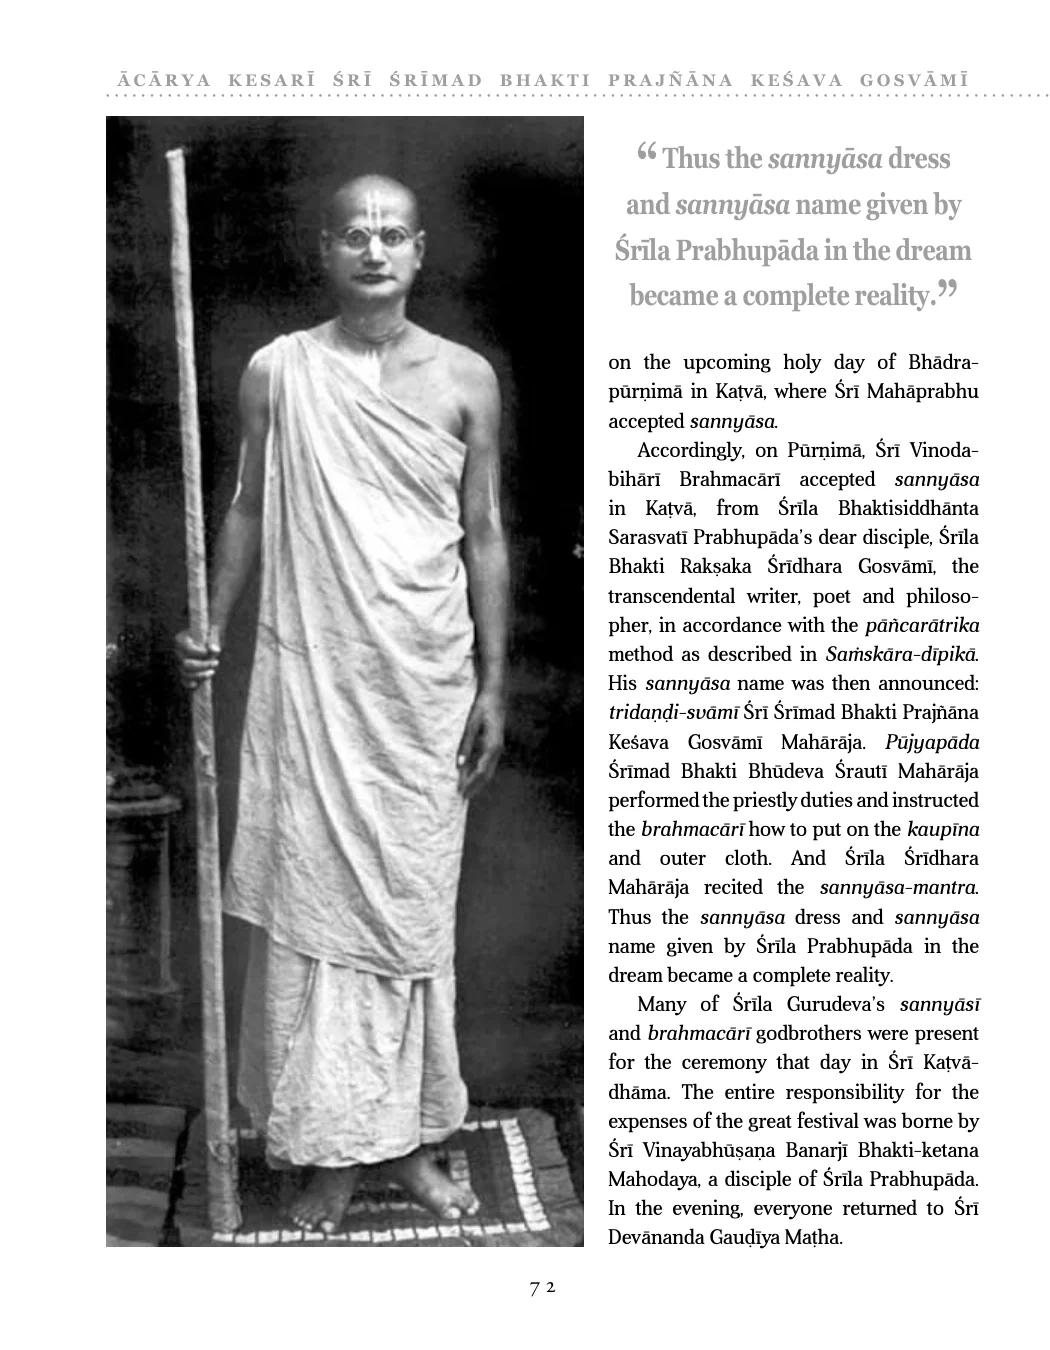 ĀCĀRYA KESARĪ ŚRĪ ŚRĪMAD BHAKTI PRAJÑĀNA KEŚAVA GOSVĀMĪ
“Thus the sannyāsa dress
and sannyāsa name given by
Śrīla Prabhupāda in the dream
became a complete reality.”
on the upcoming holy day of Bhādra-
pūrṇimā in Kaṭvā, where Śrī Mahāprabhu
accepted sannyāsa.
Accordingly, on Pūrṇimā, Śrī Vinoda-
bihārī Brahmacārī accepted sannyāsa
in Kaṭvā, from Śrīla Bhaktisiddhānta
Sarasvatī Prabhupāda’s dear disciple, Śrīla
Bhakti Rakṣaka Śrīdhara Gosvāmī, the
transcendental writer, poet and philoso-
pher, in accordance with the pāñcarātrika
method as described in Saṁskāra-dīpikā.
His sannyāsa name was then announced:
tridaṇḍi-svāmī Śrī Śrīmad Bhakti Prajñāna
Keśava Gosvāmī Mahārāja. Pūjyapāda
Śrīmad Bhakti Bhūdeva Śrautī Mahārāja
performed the priestly duties and instructed
the brahmacārī how to put on the kaupīna
and outer cloth. And Śrīla Śrīdhara
Mahārāja recited the sannyāsa-mantra.
Thus the sannyāsa dress and sannyāsa
name given by Śrīla Prabhupāda in the
dream became a complete reality.
Many of Śrīla Gurudeva’s sannyāsī
and brahmacārī godbrothers were present
for the ceremony that day in Śrī Kaṭvā-
dhāma. The entire responsibility for the
expenses of the great festival was borne by
Śrī Vinayabhūṣaṇa Banarjī Bhakti-ketana
Mahodaya, a disciple of Śrīla Prabhupāda.
In the evening, everyone returned to Śrī
Devānanda Gauḍīya Maṭha.
72